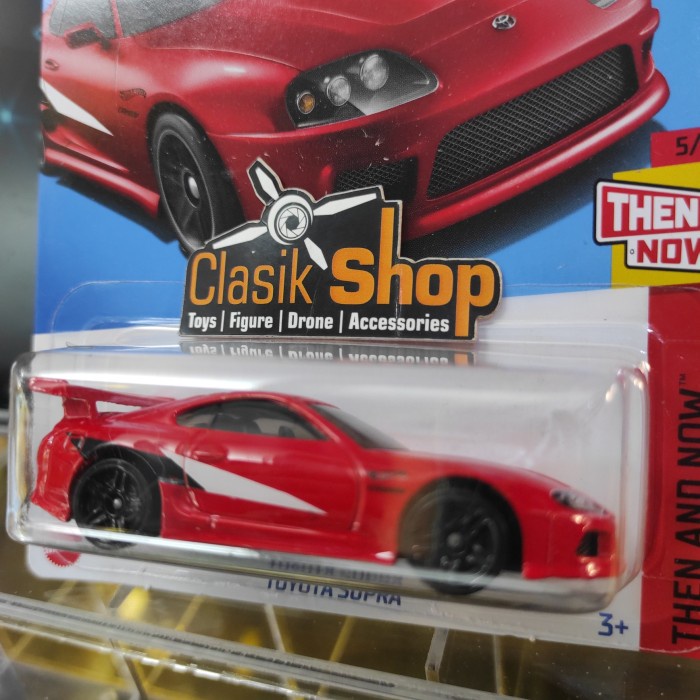 5/
THEN
NOW
Clasik Shop
Toys | Figure | Drone | Accessories
TOYOTA SUPRA
3+
THEN AND NOW™